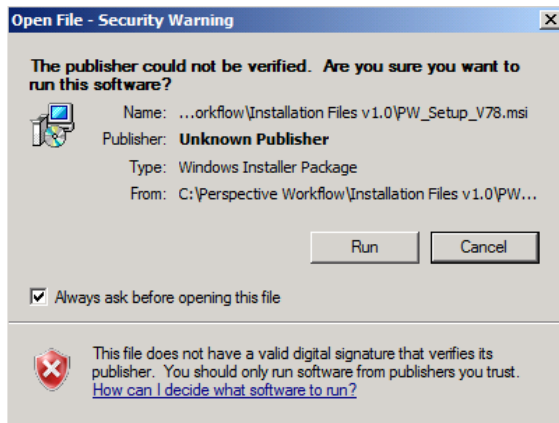 Open File - Security Warning
The publisher could not be verified. Are you sure you want to
run this software?
Name: ...orkflow\Installation Files v1.0\PW_Setup_V78.msi
Publisher: Unknown Publisher
Type: Windows Installer Package
From: C:\Perspective Workflow\Installation Files v1.0\PW...
Run Cancel
Always ask before opening this file
This file does not have a valid digital signature that verifies its
publisher. You should only run software from publishers you trust.
How can I decide what software to run?